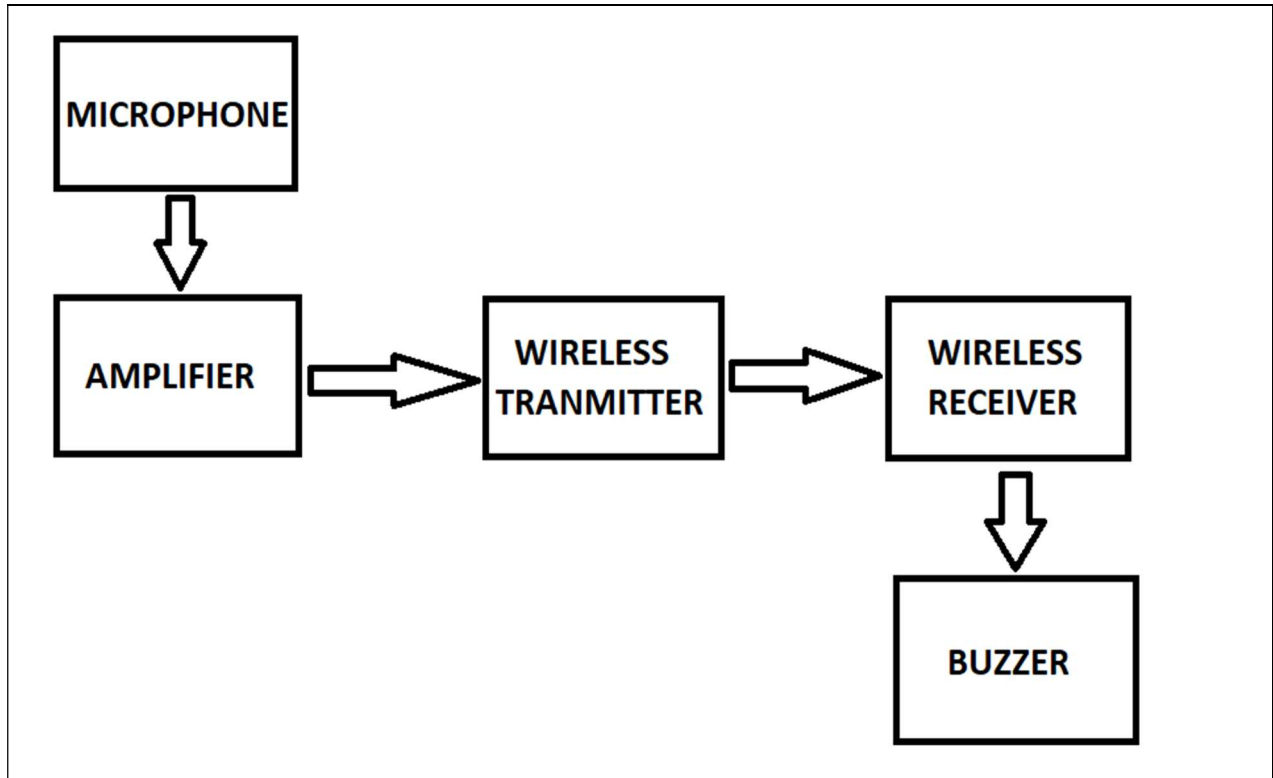 MICROPHONE
AMPLIFIER
WIRELESS
TRANMITTER
WIRELESS
RECEIVER
BUZZER